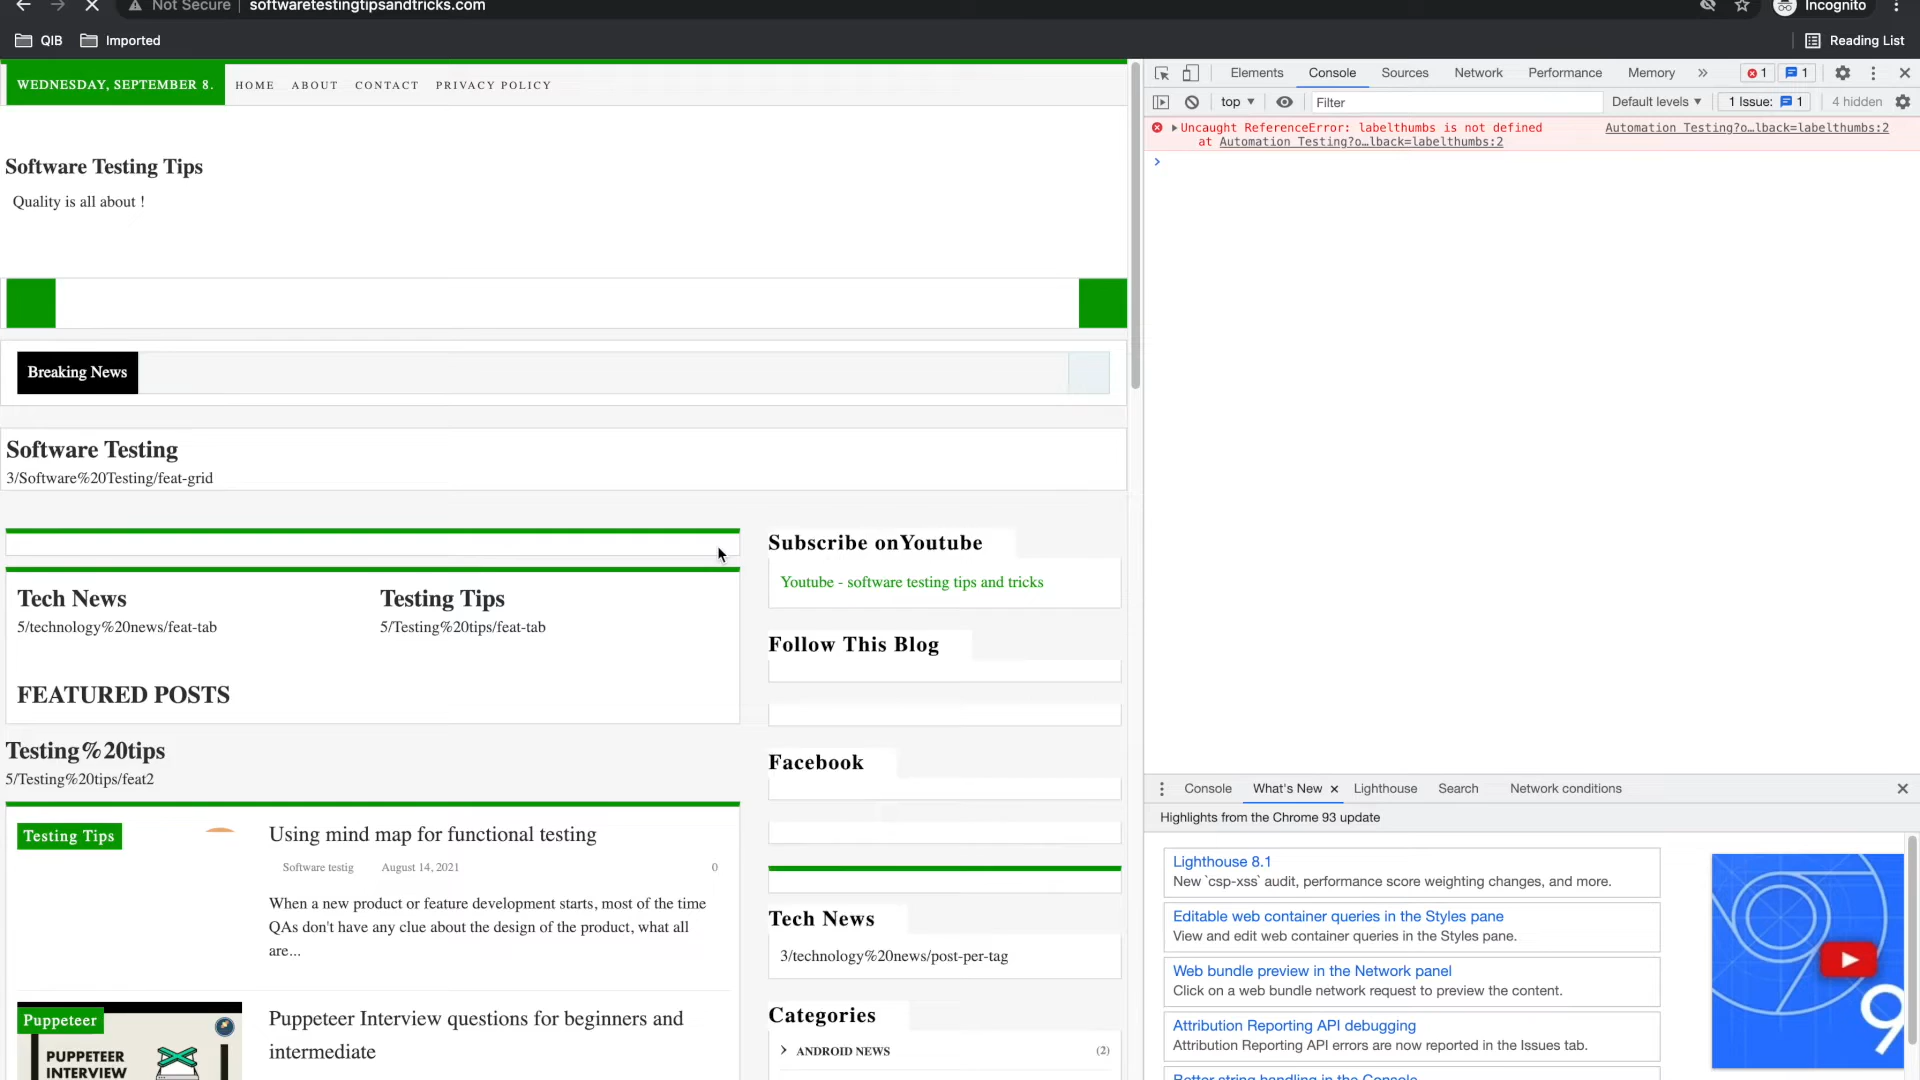 Not Secure softwaretestingtipsandtricks.com
Incognito
QIB Imported
Reading List
WEDNESDAY, SEPTEMBER 8. HOME ABOUT CONTACT PRIVACY POLICY
Software Testing Tips
Quality is all about !
Breaking News
Software Testing
3/Software%20Testing/feat-grid
Tech News
5/technology%20news/feat-tab
Testing Tips
5/Testing%20tips/feat-tab
FEATURED POSTS
Testing%20tips
5/Testing%20tips/feat2
Testing Tips
Using mind map for functional testing
Software testig August 14, 2021 0
When a new product or feature development starts, most of the time
QAs don't have any clue about the design of the product, what all
are...
Puppeteer
PUPPETEER
INTERVIEW
Puppeteer Interview questions for beginners and
intermediate
Subscribe onYoutube
Youtube - software testing tips and tricks
Follow This Blog
Facebook
Tech News
3/technology%20news/post-per-tag
Categories
ANDROID NEWS (2)
Elements Console Sources Network Performance Memory » 1 1
top Filter Default levels 1 Issue: 1 4 hidden
Uncaught ReferenceError: labelthumbs is not defined Automation Testing?o…lback=labelthumbs:2
at Automation Testing?o…lback=labelthumbs:2
Console What's New Lighthouse Search Network conditions
Highlights from the Chrome 93 update
Lighthouse 8.1
New `csp-xss` audit, performance score weighting changes, and more.
Editable web container queries in the Styles pane
View and edit web container queries in the Styles pane.
Web bundle preview in the Network panel
Click on a web bundle network request to preview the content.
Attribution Reporting API debugging
Attribution Reporting API errors are now reported in the Issues tab.
Better string handling in the Console
9